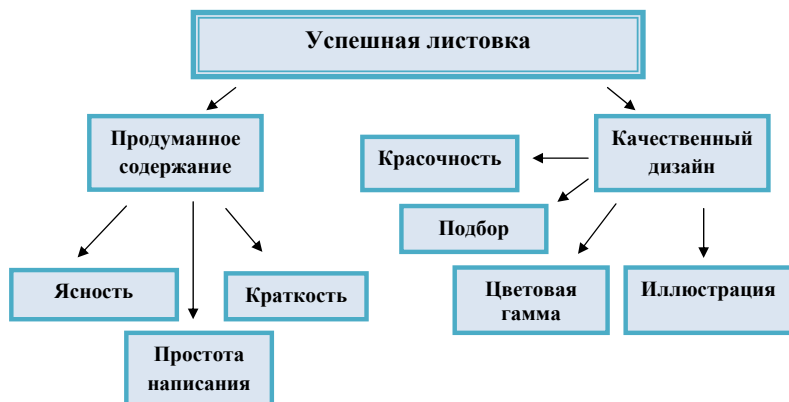 Успешная листовка
Продуманное
содержание
Качественный
дизайн
Красочность
Подбор
Ясность
Краткость
Цветовая
гамма
Иллюстрация
Простота
написания